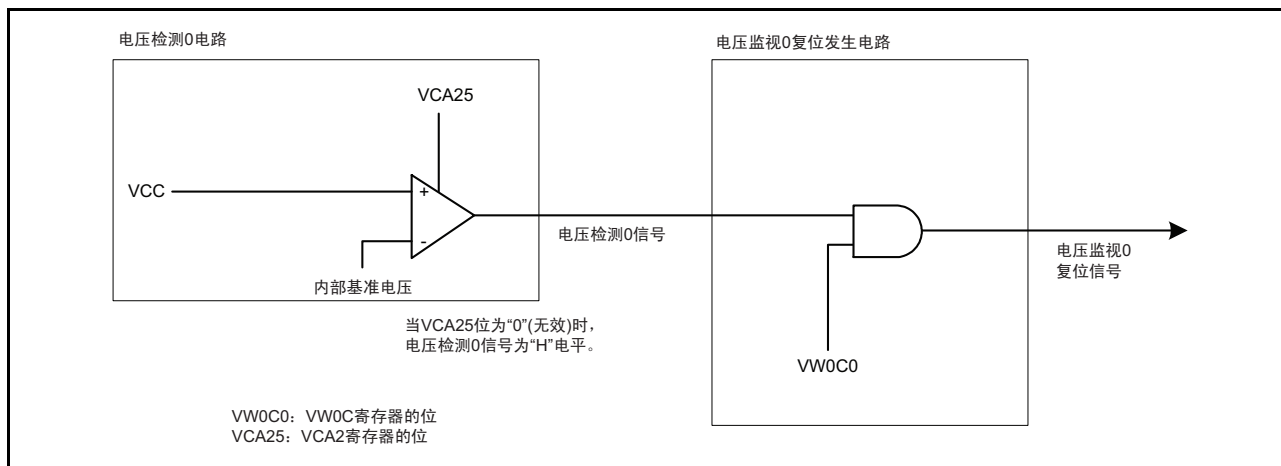 电压检测0电路
电压监视0复位发生电路
VCA25
VCC
+
-
内部基准电压
电压检测0信号
电压监视0
复位信号
当VCA25位为“0”(无效)时，
电压检测0信号为“H”电平。
VW0C0
VW0C0：VW0C寄存器的位
VCA25：VCA2寄存器的位